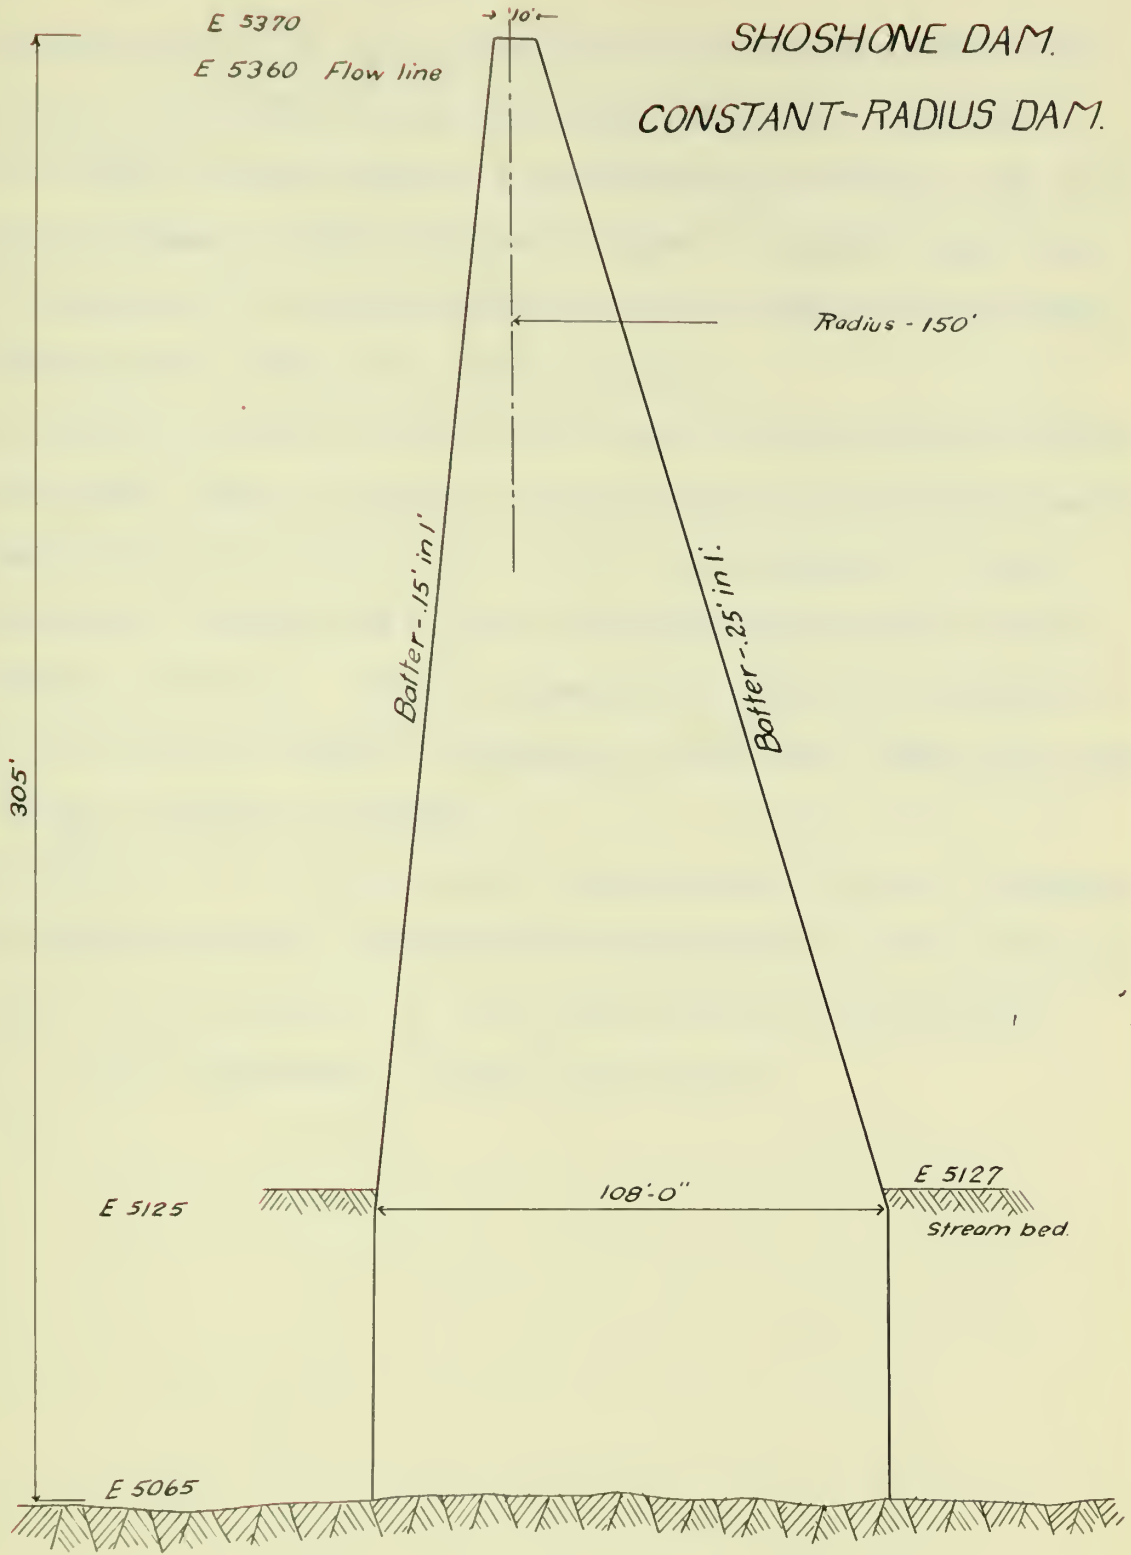 E 5370
10'
SHOSHONE DAM.
E 5360 Flow line
CONSTANT-RADIUS DAM.
Radius - 150'
Batter - .15' in 1'
Batter - .25' in 1'.
305'
E 5127
E 5125
108'-0"
Stream bed.
E 5065